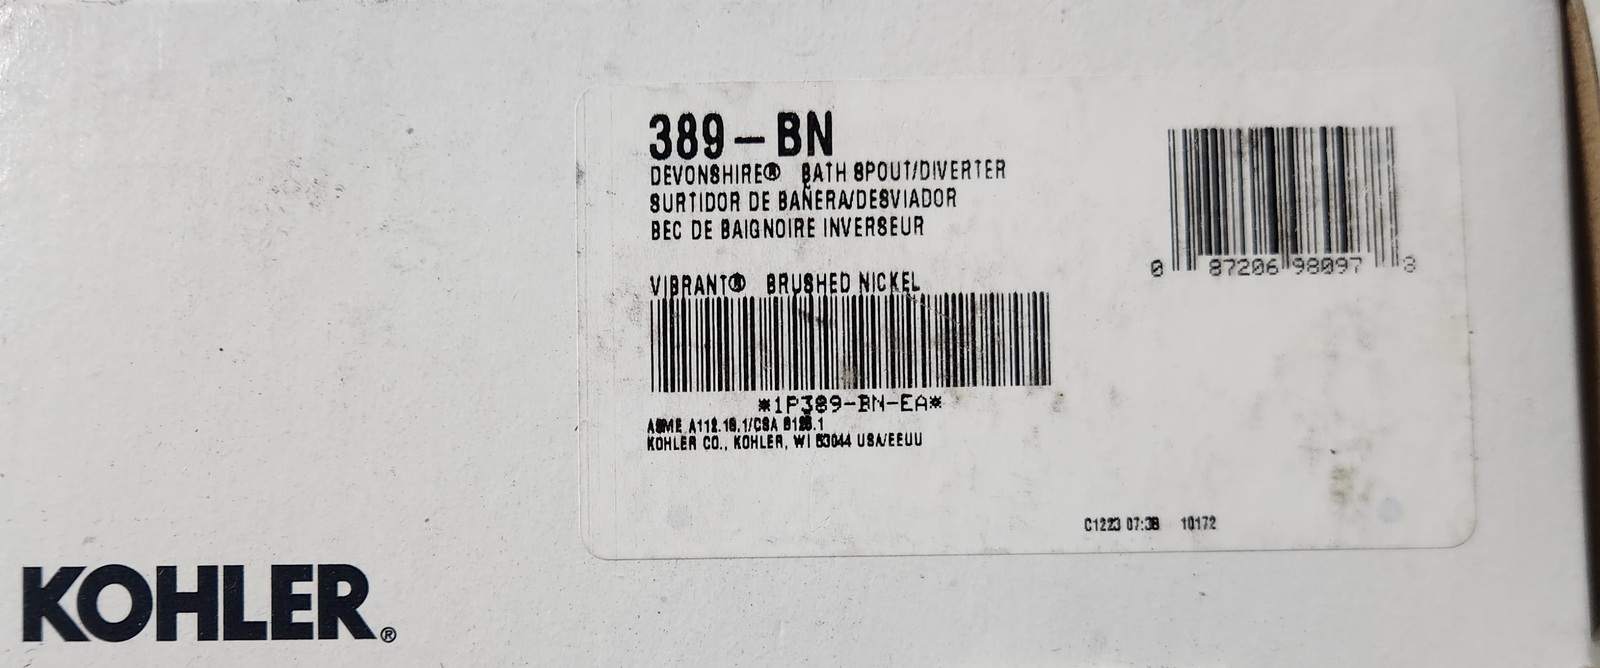 389-BN
DEVONSHIRE® BATH SPOUT/DIVERTER
SURTIDOR DE BAÑERA/DESVIADOR
BEC DE BAIGNOIRE INVERSEUR
VIBRANT® BRUSHED NICKEL
*1P389-BN-EA*
ASME A112.18.1/CSA B125.1
KOHLER CO., KOHLER, WI 53044 USA/EEUU
0 87206 98097 3
C1223 07:38 10172
KOHLER®